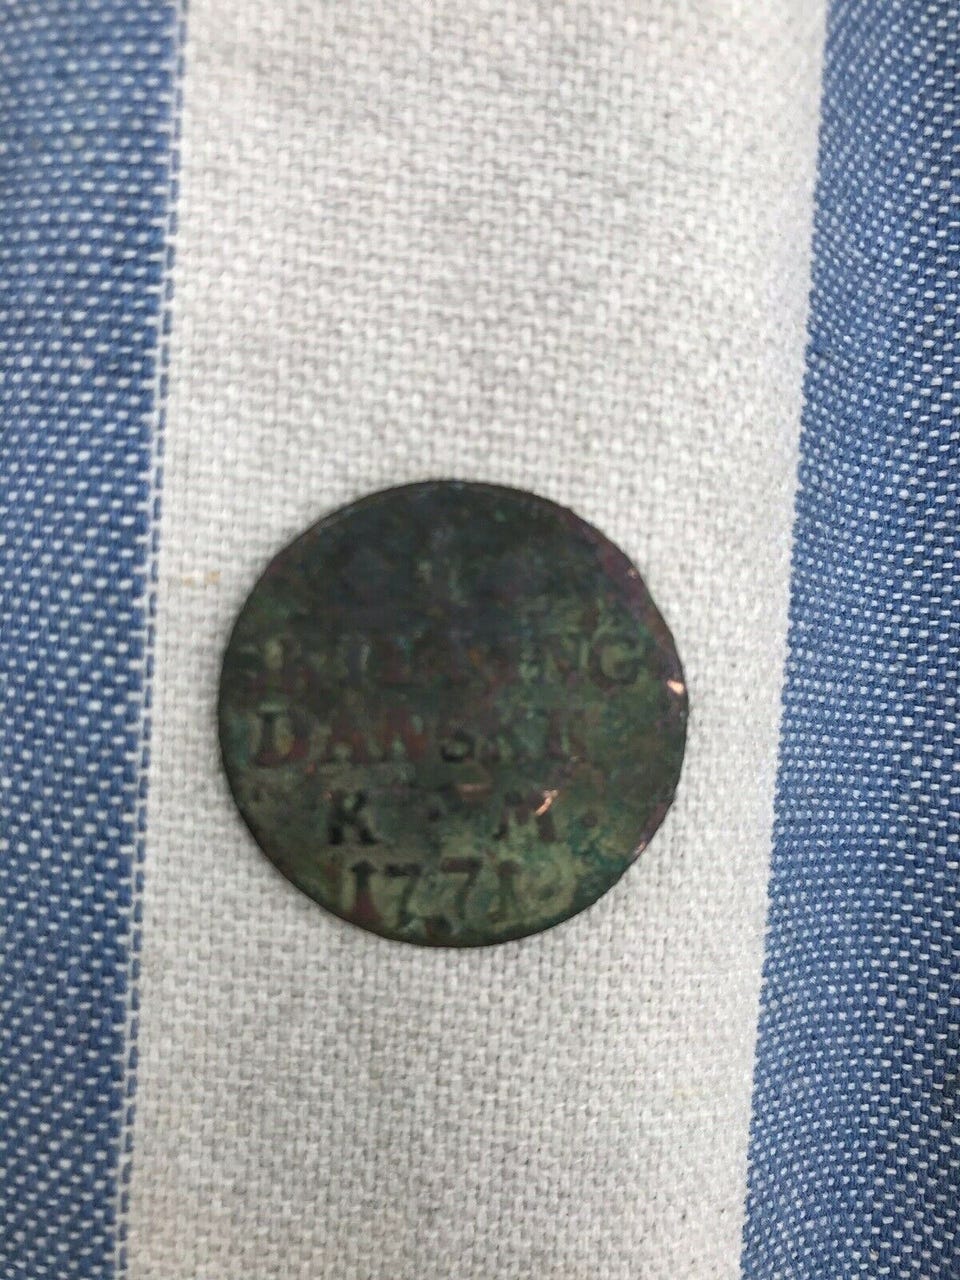 SKILLING
DANSKE
K · M ·
1771